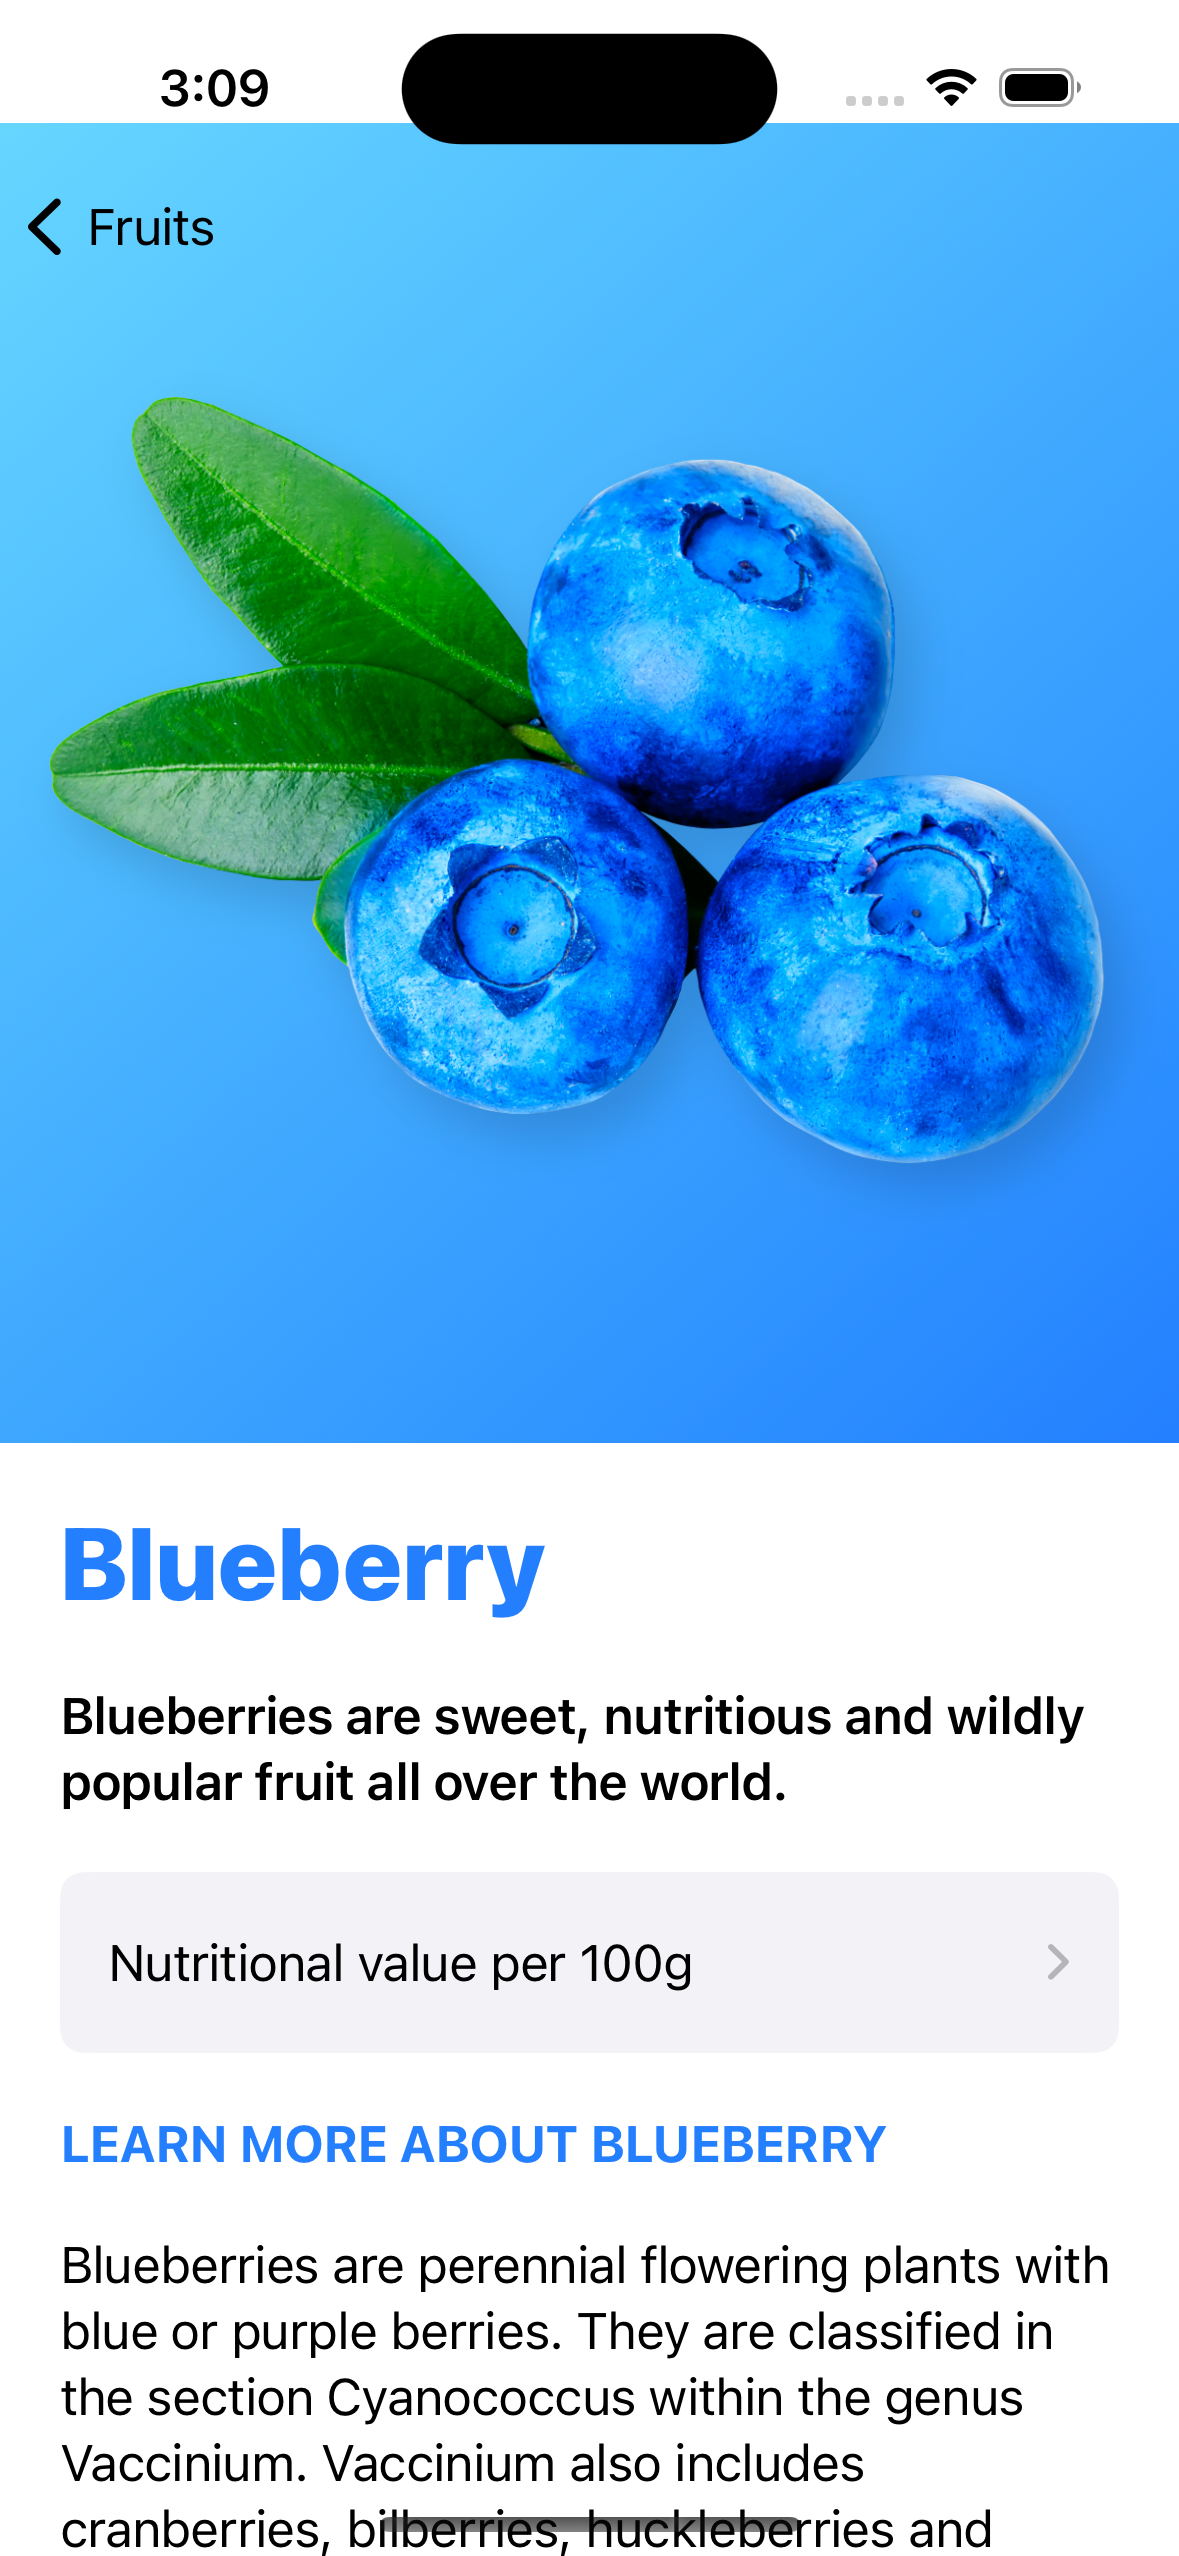 3:09
Fruits
Blueberry
Blueberries are sweet, nutritious and wildly
popular fruit all over the world.
Nutritional value per 100g
LEARN MORE ABOUT BLUEBERRY
Blueberries are perennial flowering plants with
blue or purple berries. They are classified in
the section Cyanococcus within the genus
Vaccinium. Vaccinium also includes
cranberries, bilberries, huckleberries and